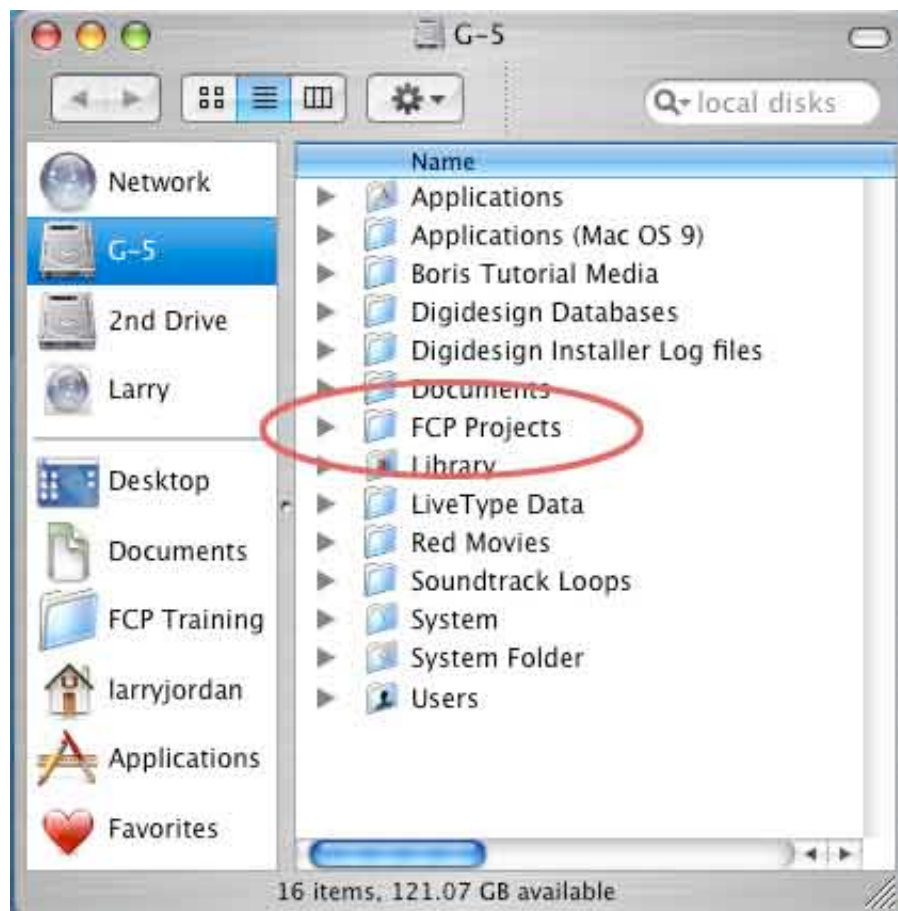 G-5
local disks
Network
G-5
2nd Drive
Larry
Desktop
Documents
FCP Training
larryjordan
Applications
Favorites
Name
Applications
Applications (Mac OS 9)
Boris Tutorial Media
Digidesign Databases
Digidesign Installer Log files
Documents
FCP Projects
Library
LiveType Data
Red Movies
Soundtrack Loops
System
System Folder
Users
16 items, 121.07 GB available